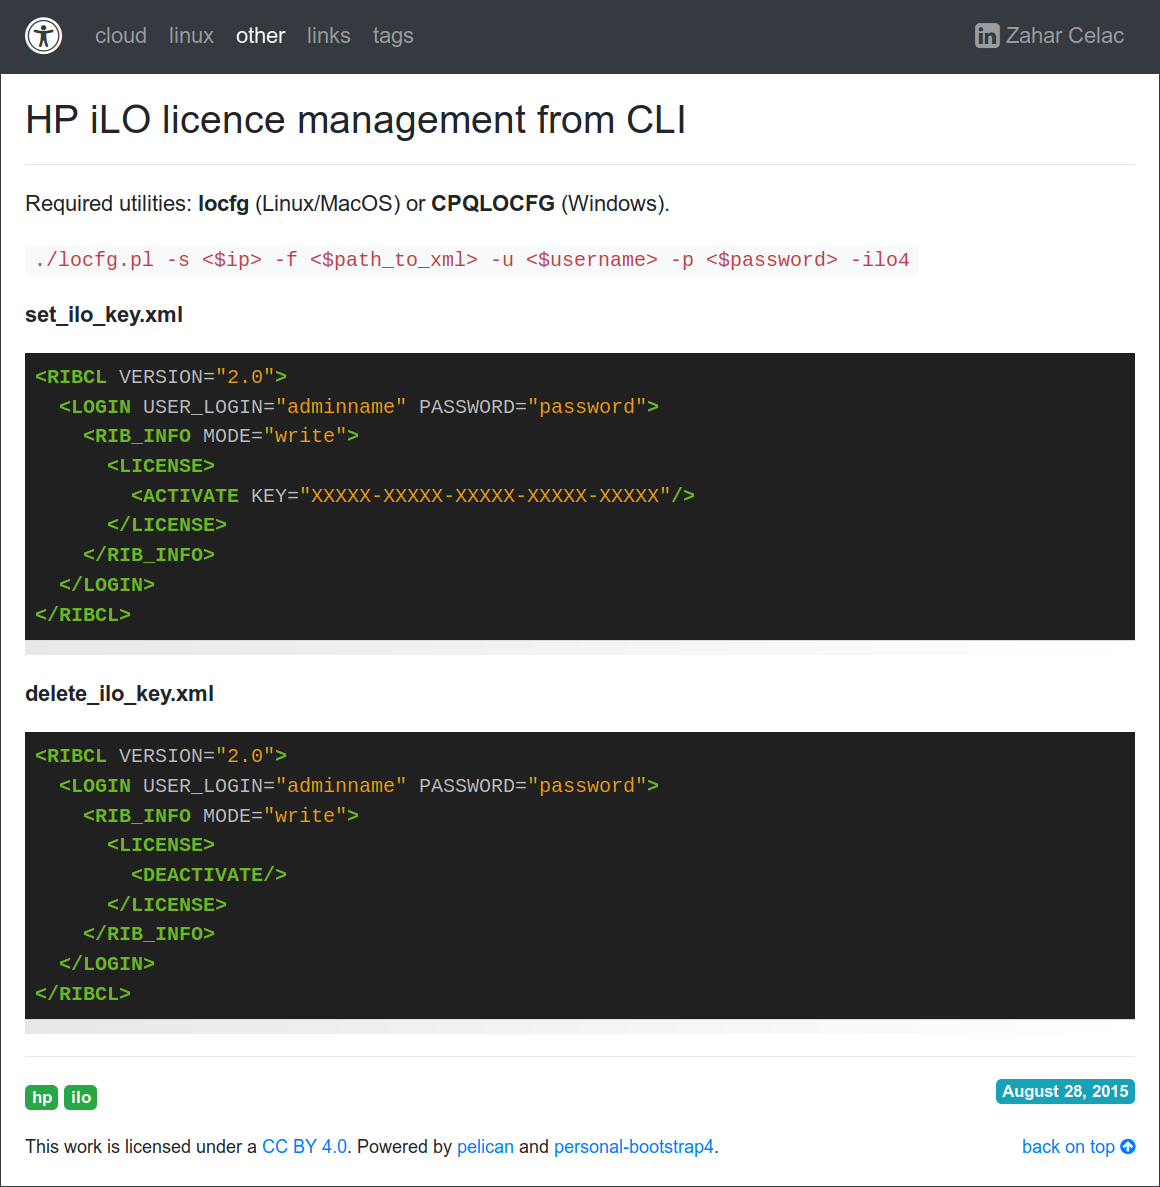 cloud linux other links tags in Zahar Celac
HP iLO licence management from CLI
Required utilities: locfg (Linux/MacOS) or CPQLOCFG (Windows).
./locfg.pl -s <$ip> -f <$path_to_xml> -u <$username> -p <$password> -ilo4
set_ilo_key.xml
<RIBCL VERSION="2.0">
  <LOGIN USER_LOGIN="adminname" PASSWORD="password">
    <RIB_INFO MODE="write">
      <LICENSE>
        <ACTIVATE KEY="XXXXX-XXXXX-XXXXX-XXXXX-XXXXX"/>
      </LICENSE>
    </RIB_INFO>
  </LOGIN>
</RIBCL>
delete_ilo_key.xml
<RIBCL VERSION="2.0">
  <LOGIN USER_LOGIN="adminname" PASSWORD="password">
    <RIB_INFO MODE="write">
      <LICENSE>
        <DEACTIVATE/>
      </LICENSE>
    </RIB_INFO>
  </LOGIN>
</RIBCL>
hp ilo August 28, 2015
This work is licensed under a CC BY 4.0. Powered by pelican and personal-bootstrap4. back on top